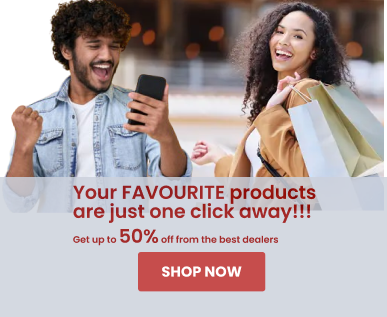 Your FAVOURITE products
are just one click away!!!
Get up to 50% off from the best dealers
SHOP NOW